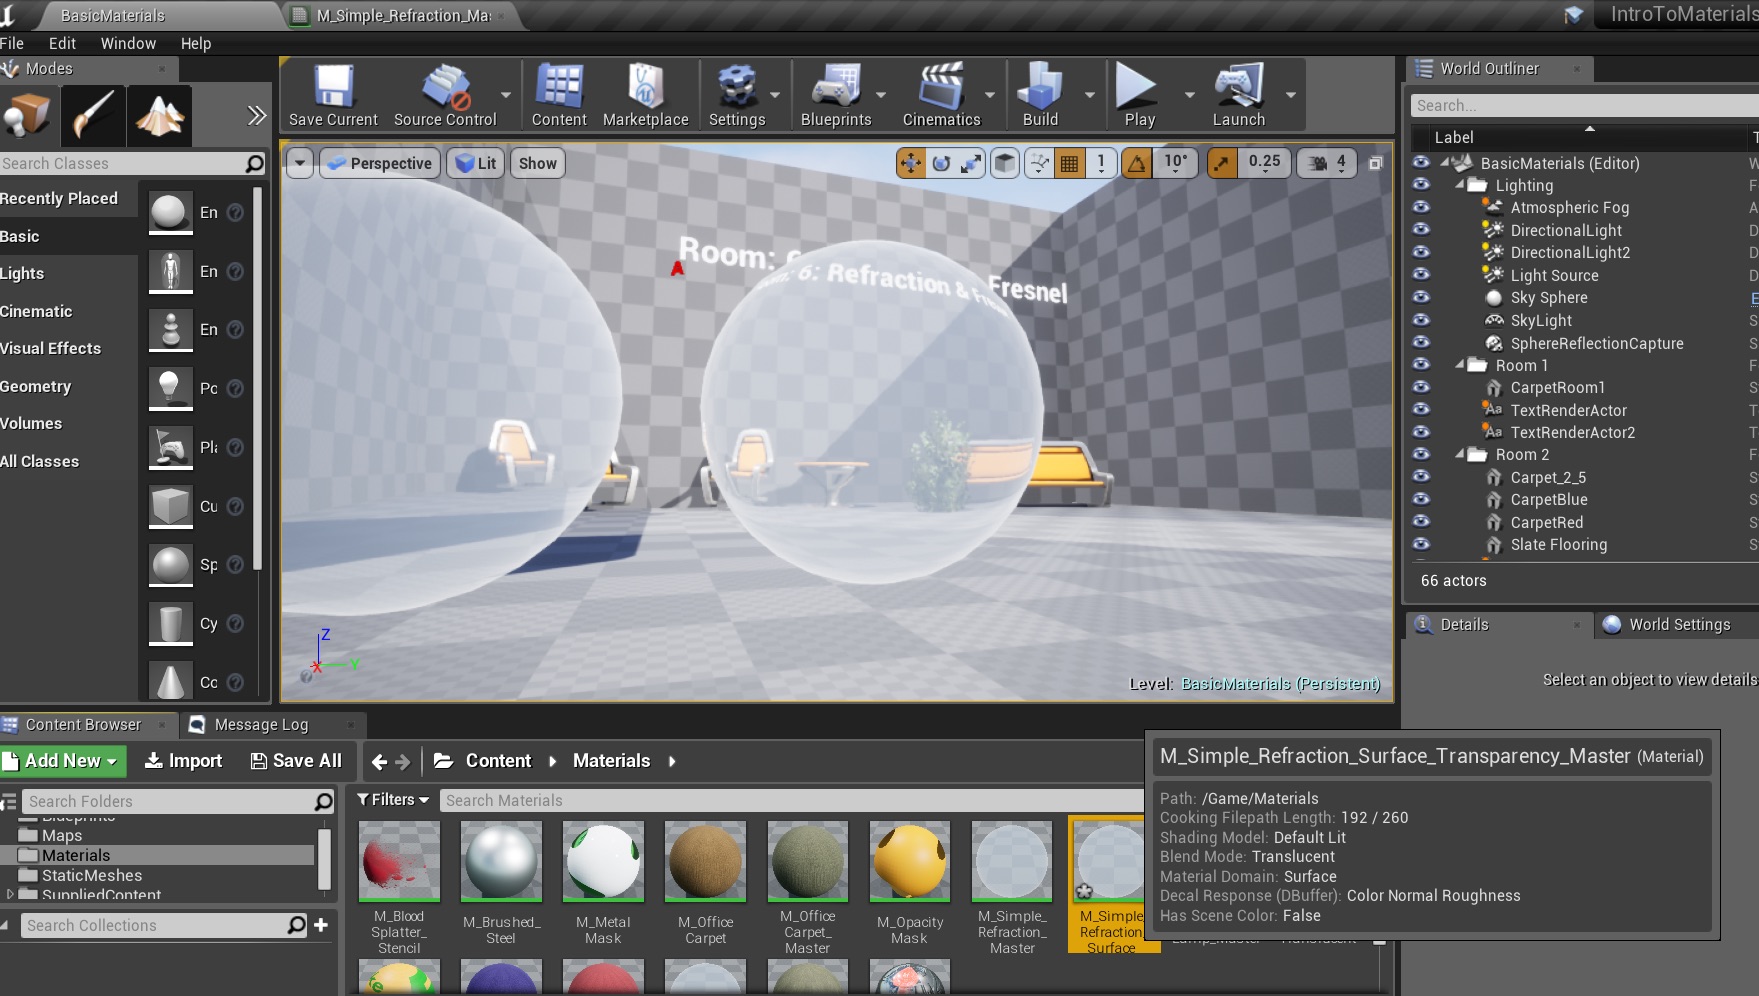 BasicMaterials
M_Simple_Refraction_Ma
IntroToMaterials
File Edit Window Help
Modes
Save Current
Source Control
Content
Marketplace
Settings
Blueprints
Cinematics
Build
Play
Launch
Search Classes
Recently Placed
Basic
Lights
Cinematic
Visual Effects
Geometry
Volumes
All Classes
En
En
En
Po
Pla
Cu
Sp
Cy
Co
Perspective
Lit
Show
1
10°
0.25
4
Room: 6
6: Refraction & Fresnel
Z
X
Y
Level: BasicMaterials (Persistent)
World Outliner
Search...
Label
BasicMaterials (Editor)
Lighting
Atmospheric Fog
DirectionalLight
DirectionalLight2
Light Source
Sky Sphere
SkyLight
SphereReflectionCapture
Room 1
CarpetRoom1
TextRenderActor
TextRenderActor2
Room 2
Carpet_2_5
CarpetBlue
CarpetRed
Slate Flooring
66 actors
Details
World Settings
Select an object to view details
Content Browser
Message Log
Add New
Import
Save All
Content
Materials
Search Folders
Filters
Search Materials
Blueprints
Maps
Materials
StaticMeshes
SuppliedContent
Search Collections
M_Blood
Splatter_
Stencil
M_Brushed_
Steel
M_Metal
Mask
M_Office
Carpet
M_Office
Carpet_
Master
M_Opacity
Mask
M_Simple_
Refraction_
Master
M_Simple_
Refraction_
Surface_
M_Simple_Refraction_Surface_Transparency_Master (Material)
Path: /Game/Materials
Cooking Filepath Length: 192 / 260
Shading Model: Default Lit
Blend Mode: Translucent
Material Domain: Surface
Decal Response (DBuffer): Color Normal Roughness
Has Scene Color: False